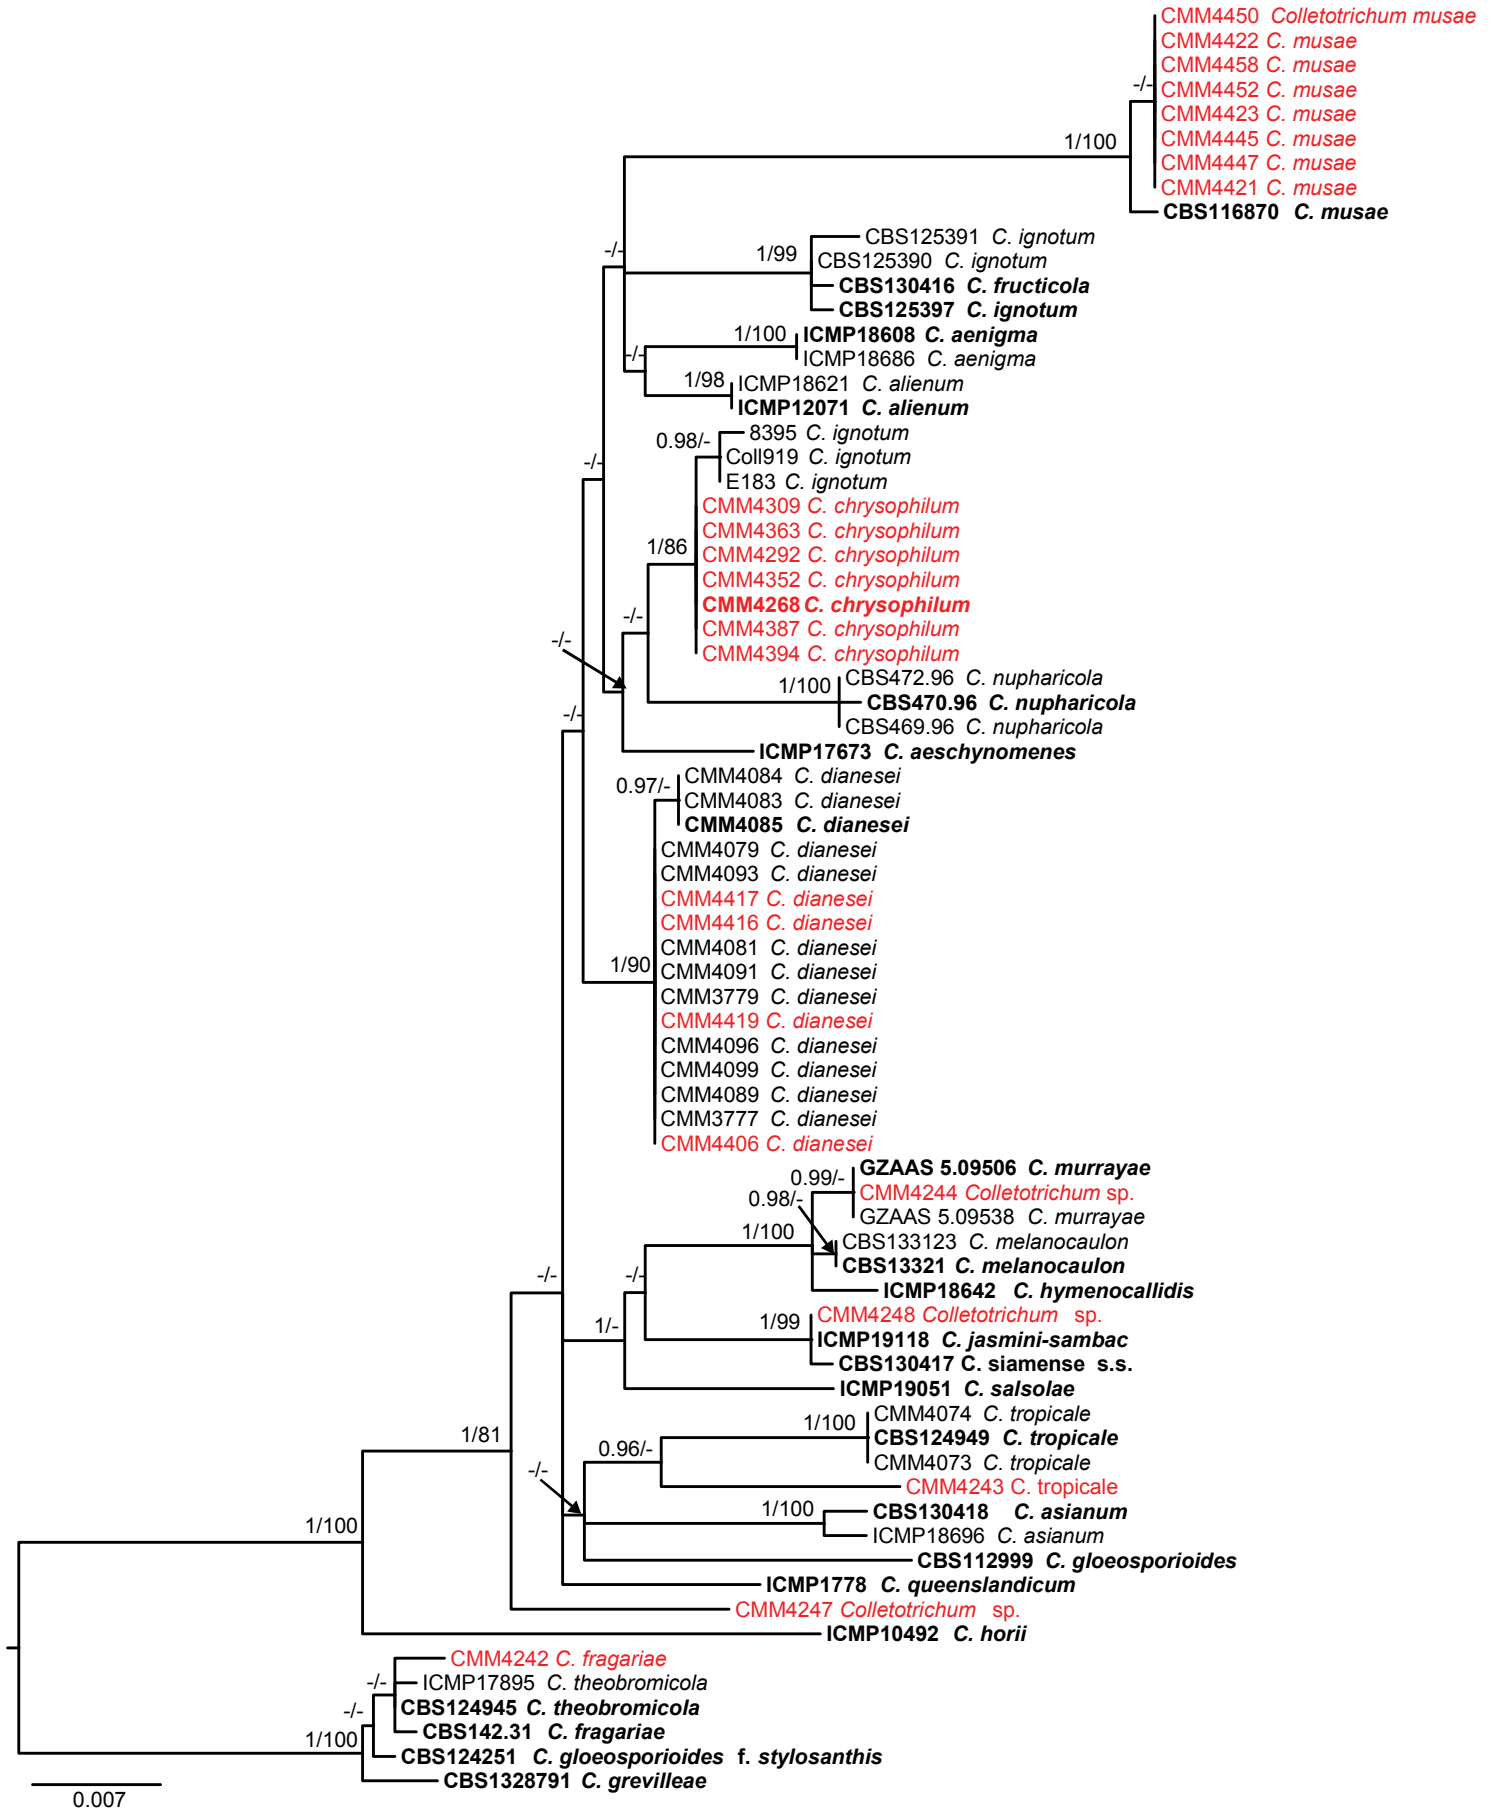 CMM4450 Colletotrichum musae
CMM4422 C. musae
CMM4458 C. musae
-/-
CMM4452 C. musae
CMM4423 C. musae
1/100
CMM4445 C. musae
CMM4447 C. musae
CMM4421 C. musae
CBS116870 C. musae
CBS125391 C. ignotum
-/-
1/99
CBS125390 C. ignotum
CBS130416 C. fructicola
CBS125397 C. ignotum
1/100
ICMP18608 C. aenigma
-/-
ICMP18686 C. aenigma
1/98
ICMP18621 C. alienum
ICMP12071 C. alienum
0.98/-
8395 C. ignotum
-/-
Coll919 C. ignotum
E183 C. ignotum
CMM4309 C. chrysophilum
CMM4363 C. chrysophilum
1/86
CMM4292 C. chrysophilum
CMM4352 C. chrysophilum
-/-
CMM4268 C. chrysophilum
-/-
CMM4387 C. chrysophilum
CMM4394 C. chrysophilum
1/100
CBS472.96 C. nupharicola
-/-
CBS470.96 C. nupharicola
CBS469.96 C. nupharicola
ICMP17673 C. aeschynomenes
0.97/-
CMM4084 C. dianesei
CMM4083 C. dianesei
CMM4085 C. dianesei
CMM4079 C. dianesei
CMM4093 C. dianesei
CMM4417 C. dianesei
CMM4416 C. dianesei
CMM4081 C. dianesei
1/90
CMM4091 C. dianesei
CMM3779 C. dianesei
CMM4419 C. dianesei
CMM4096 C. dianesei
CMM4099 C. dianesei
CMM4089 C. dianesei
CMM3777 C. dianesei
CMM4406 C. dianesei
0.99/-
GZAAS 5.09506 C. murrayae
0.98/-
CMM4244 Colletotrichum sp.
GZAAS 5.09538 C. murrayae
1/100
CBS133123 C. melanocaulon
-/-
-/-
CBS13321 C. melanocaulon
ICMP18642 C. hymenocallidis
1/-
1/99
CMM4248 Colletotrichum sp.
ICMP19118 C. jasmini-sambac
CBS130417 C. siamense s.s.
ICMP19051 C. salsolae
1/81
1/100
CMM4074 C. tropicale
0.96/-
CBS124949 C. tropicale
-/-
CMM4073 C. tropicale
CMM4243 C. tropicale
1/100
1/100
CBS130418 C. asianum
ICMP18696 C. asianum
CBS112999 C. gloeosporioides
ICMP1778 C. queenslandicum
CMM4247 Colletotrichum sp.
ICMP10492 C. horii
CMM4242 C. fragariae
-/-
ICMP17895 C. theobromicola
-/-
CBS124945 C. theobromicola
1/100
CBS142.31 C. fragariae
CBS124251 C. gloeosporioides f. stylosanthis
CBS1328791 C. grevilleae
0.007